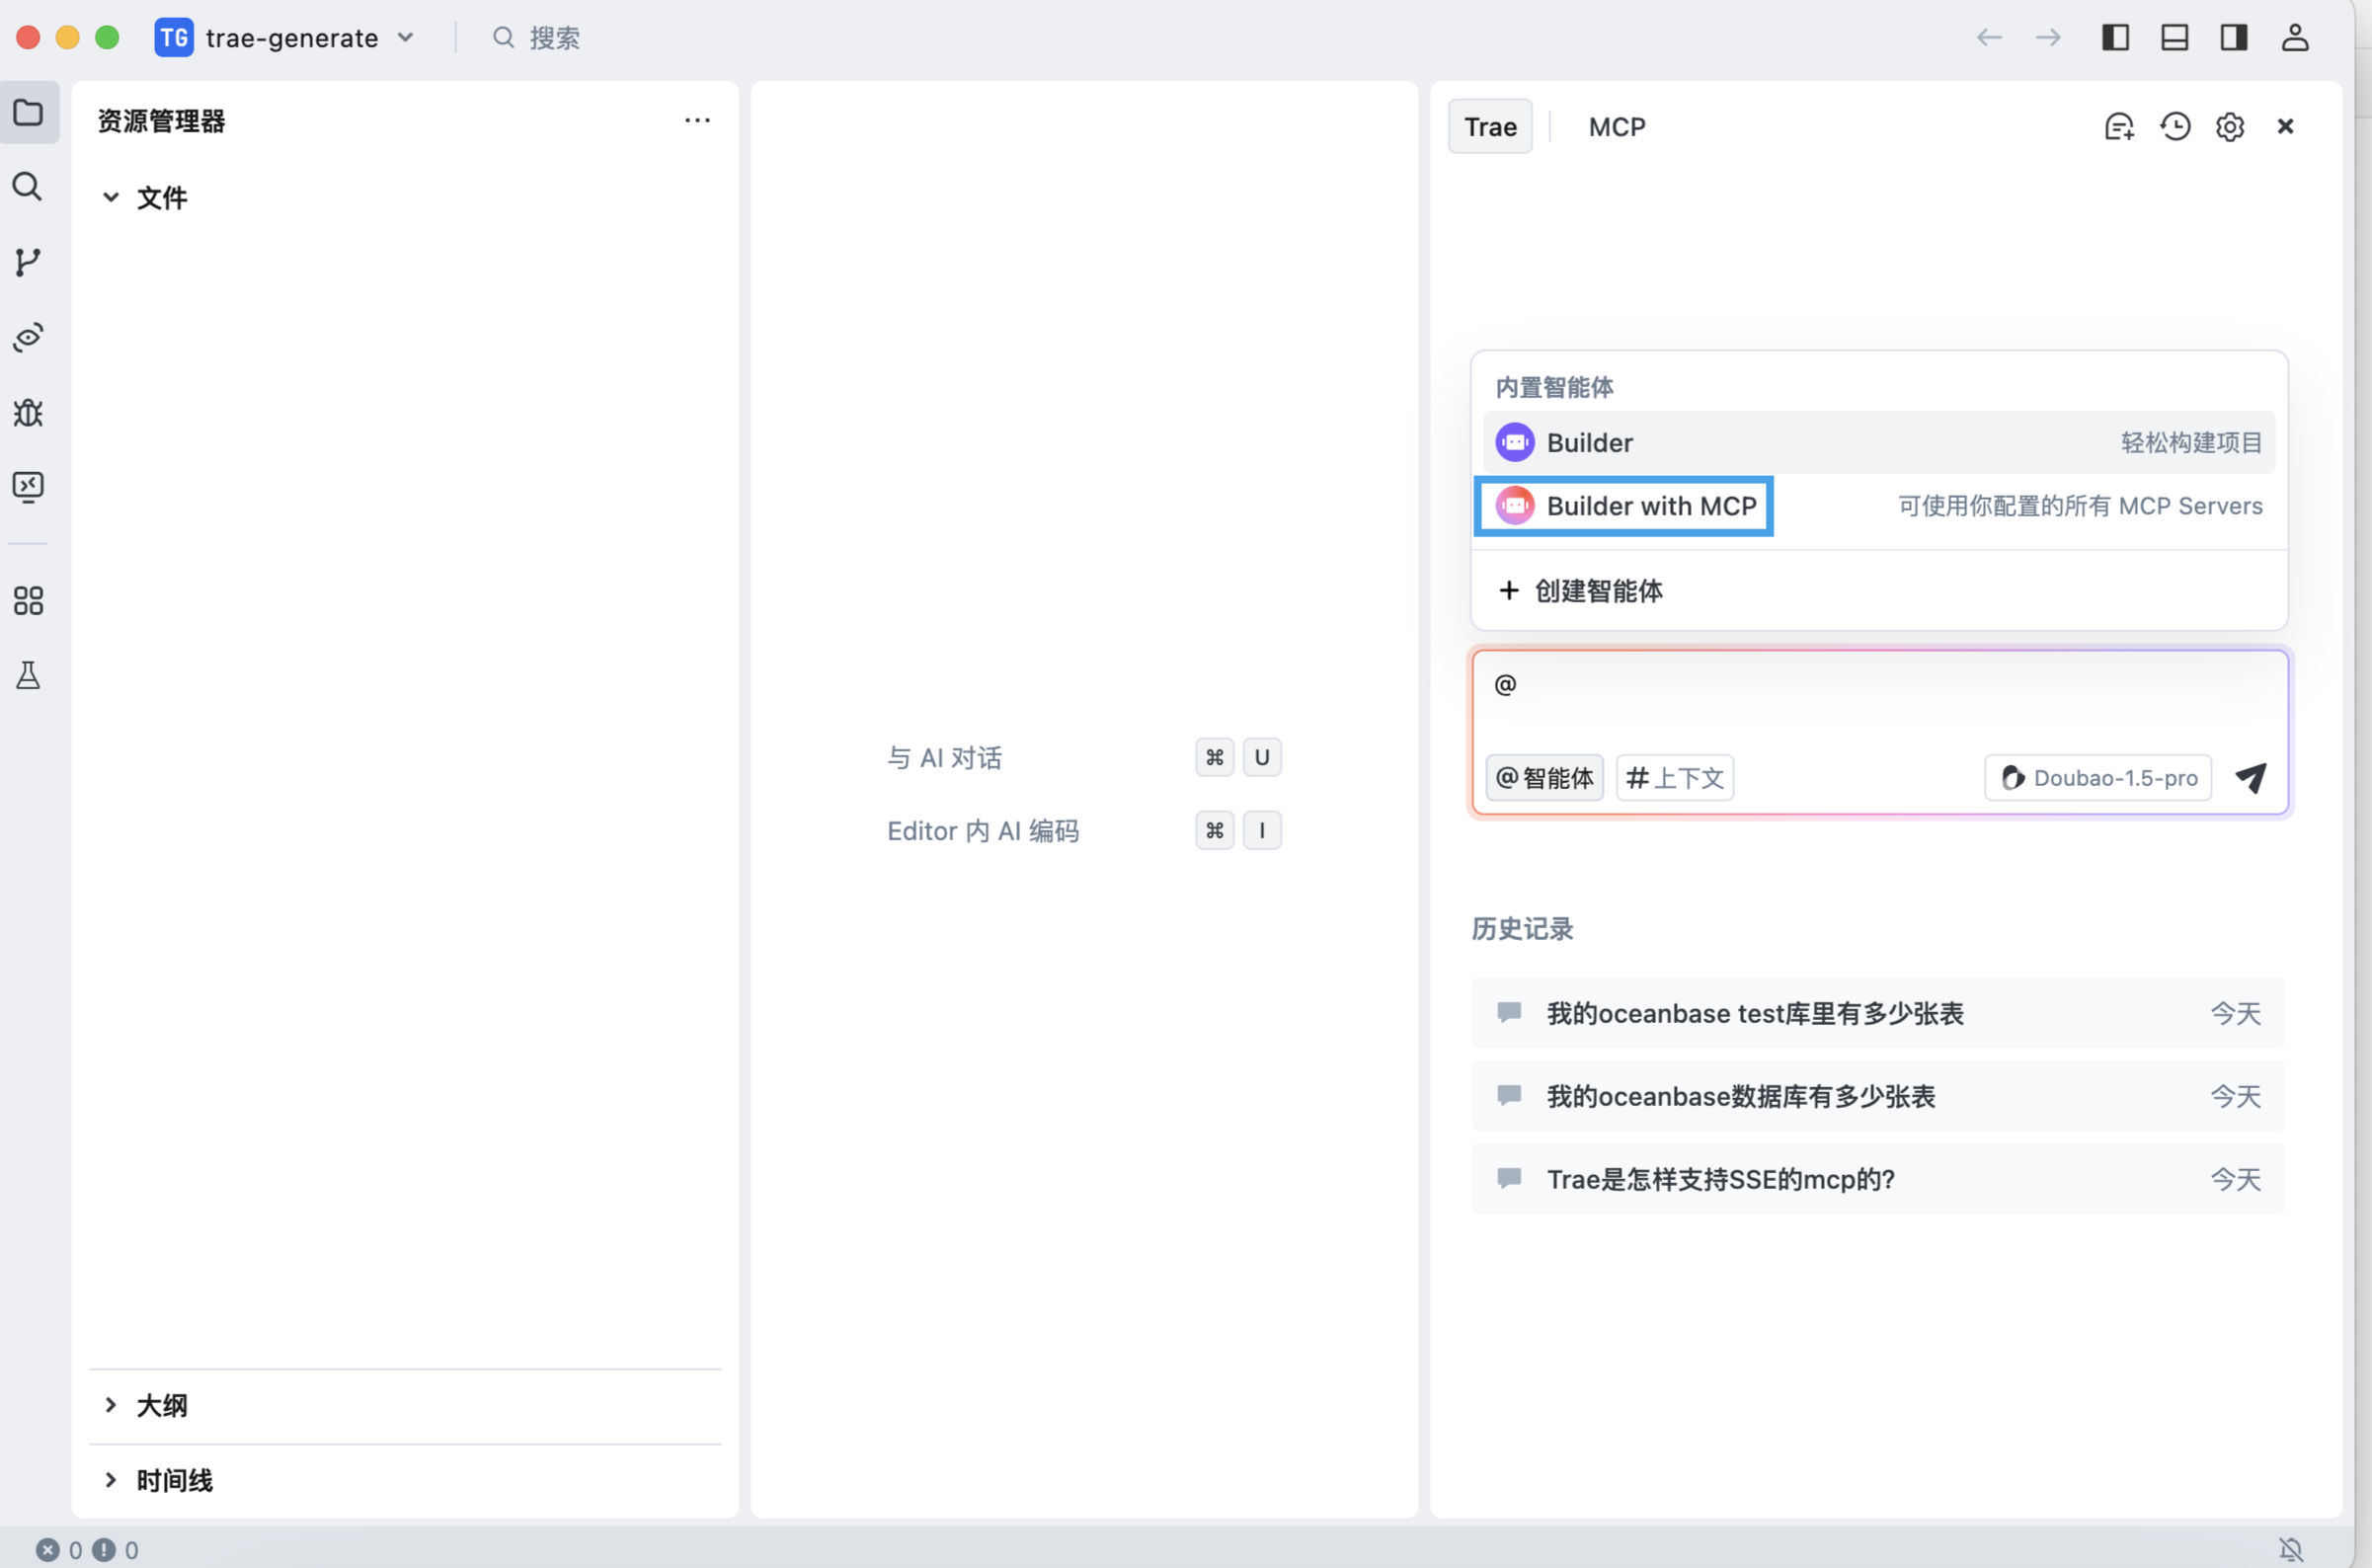 TG trae-generate 搜索
资源管理器
文件
大纲
时间线
0 0
与 AI 对话 ⌘ U
Editor 内 AI 编码 ⌘ I
Trae MCP
内置智能体
Builder 轻松构建项目
Builder with MCP 可使用你配置的所有 MCP Servers
+ 创建智能体
@
@智能体 #上下文 Doubao-1.5-pro
历史记录
我的oceanbase test库里有多少张表 今天
我的oceanbase数据库有多少张表 今天
Trae是怎样支持SSE的mcp的? 今天